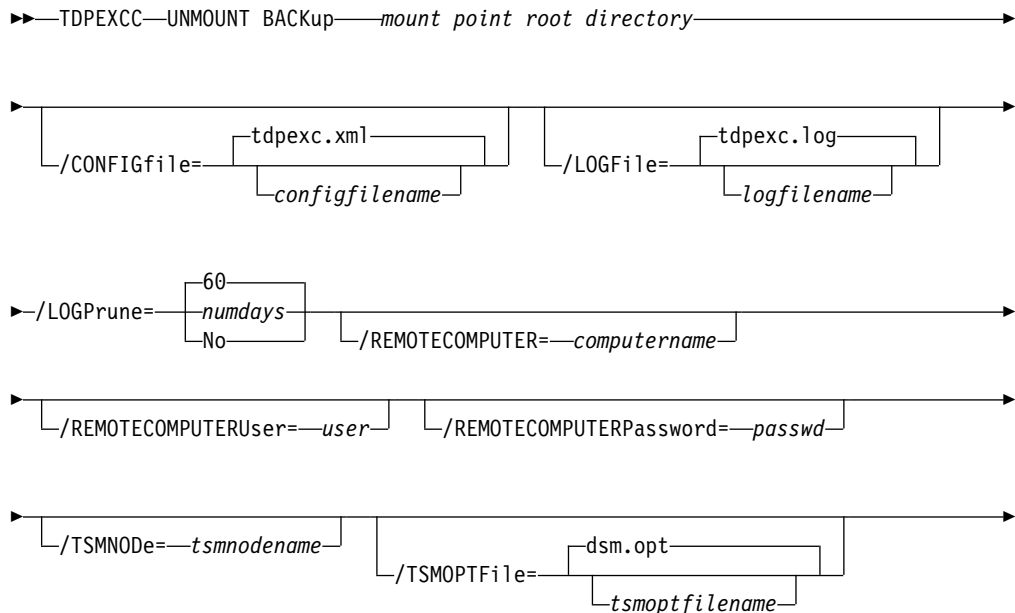 TDPEXCC UNMOUNT BACKup mount point root directory
tdpexc.xml tdpexc.log
/CONFIGfile= /LOGFile=
configfilename logfilename
60
/LOGPrune= numdays
No
/REMOTECOMPUTER= computername
/REMOTECOMPUTERUser= user /REMOTECOMPUTERPassword= passwd
/TSMNODe= tsmnodename dsm.opt
/TSMOPTFile=
tsmoptfilename